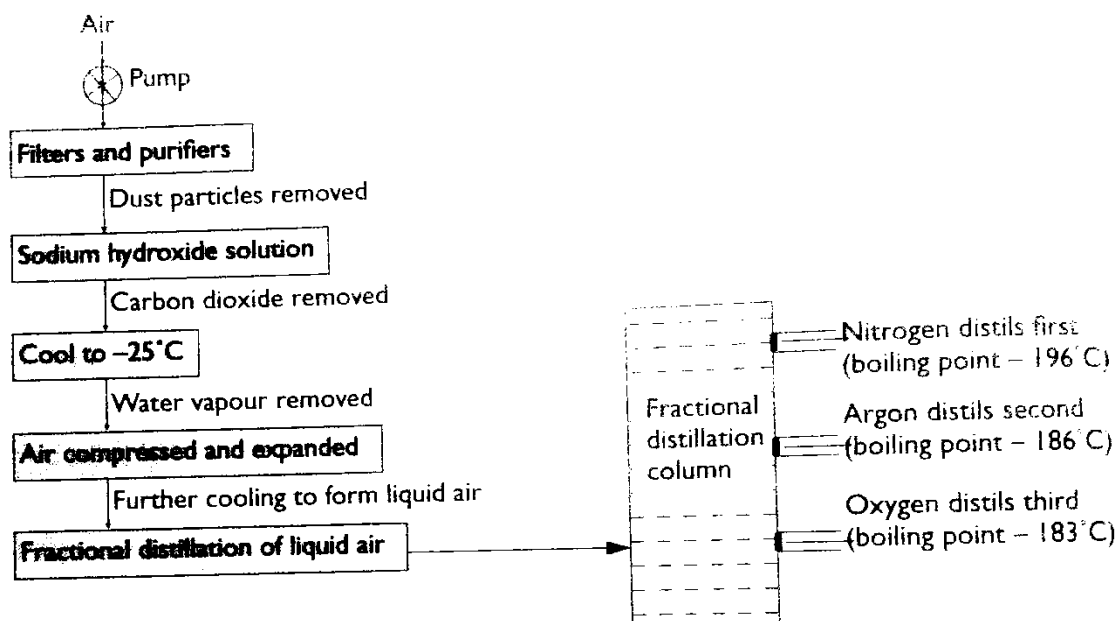 Air
Pump
Filters and purifiers
Dust particles removed
Sodium hydroxide solution
Carbon dioxide removed
Cool to –25°C
Water vapour removed
Air compressed and expanded
Further cooling to form liquid air
Fractional distillation of liquid air
Fractional
distillation
column
Nitrogen distils first
(boiling point – 196°C)
Argon distils second
(boiling point – 186°C)
Oxygen distils third
(boiling point – 183°C)